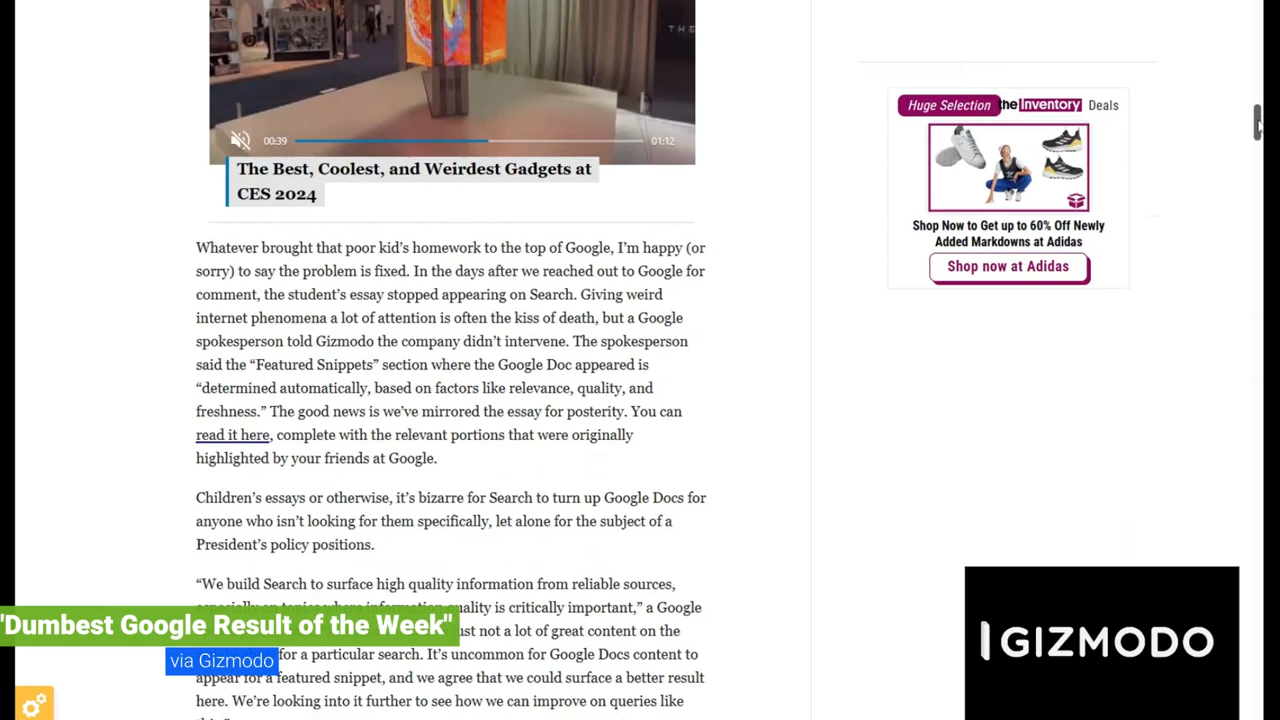 THE
00:39
01:12
The Best, Coolest, and Weirdest Gadgets at
CES 2024
Whatever brought that poor kid’s homework to the top of Google, I’m happy (or
sorry) to say the problem is fixed. In the days after we reached out to Google for
comment, the student’s essay stopped appearing on Search. Giving weird
internet phenomena a lot of attention is often the kiss of death, but a Google
spokesperson told Gizmodo the company didn’t intervene. The spokesperson
said the “Featured Snippets” section where the Google Doc appeared is
“determined automatically, based on factors like relevance, quality, and
freshness.” The good news is we’ve mirrored the essay for posterity. You can
read it here, complete with the relevant portions that were originally
highlighted by your friends at Google.
Children’s essays or otherwise, it’s bizarre for Search to turn up Google Docs for
anyone who isn’t looking for them specifically, let alone for the subject of a
President’s policy positions.
“We build Search to surface high quality information from reliable sources,
especially on topics where information quality is critically important,” a Google
just not a lot of great content on the
for a particular search. It’s uncommon for Google Docs content to
appear for a featured snippet, and we agree that we could surface a better result
here. We’re looking into it further to see how we can improve on queries like
Huge Selection the Inventory Deals
Shop Now to Get up to 60% Off Newly
Added Markdowns at Adidas
Shop now at Adidas
"Dumbest Google Result of the Week"
via Gizmodo
GIZMODO